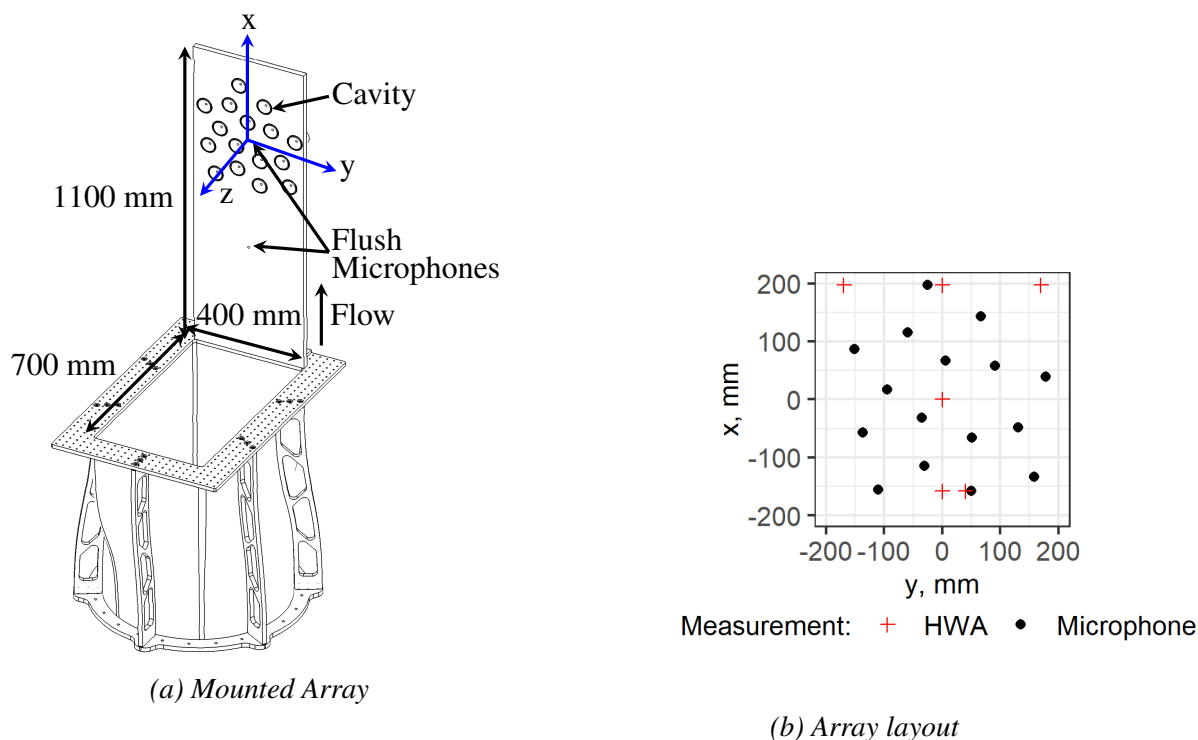 x
Cavity
y
z
1100 mm
Flush
Microphones
400 mm
Flow
700 mm
(a) Mounted Array
200
100
0
-100
-200
x, mm
-200 -100 0 100 200
y, mm
Measurement: + HWA ● Microphone
(b) Array layout